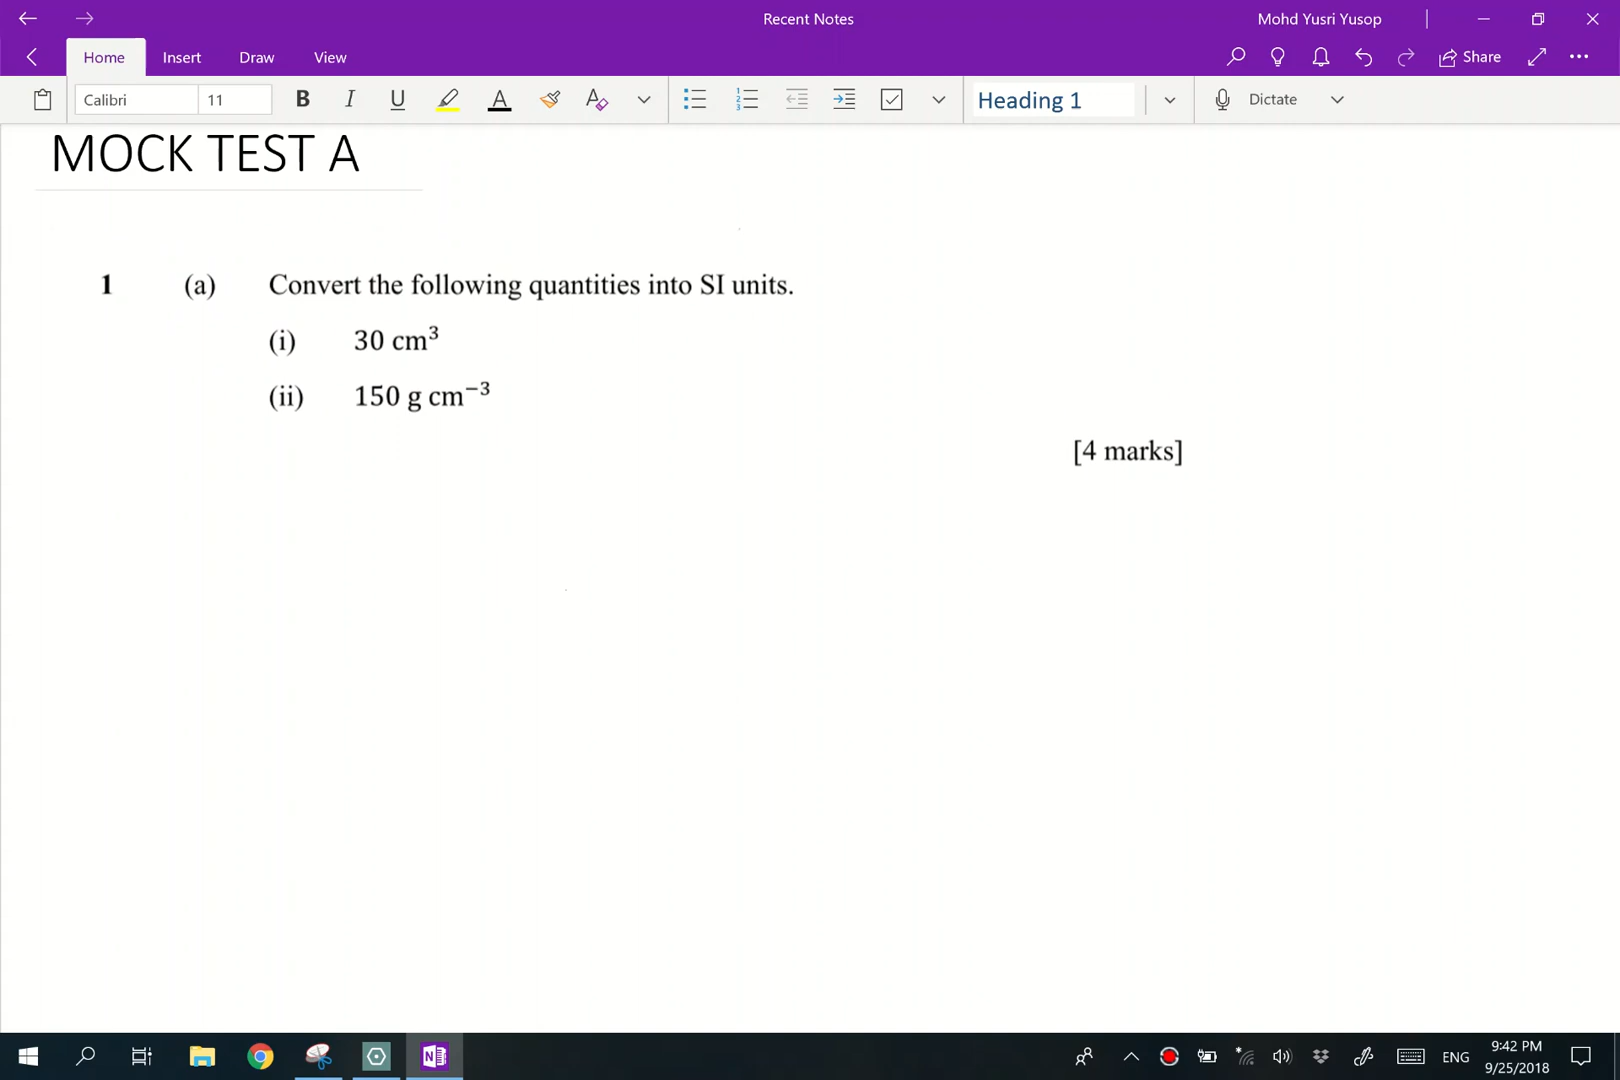 Recent Notes
Mohd Yusri Yusop
Home Insert Draw View
Share
Calibri 11 B I U A A Heading 1 Dictate
MOCK TEST A
1 (a) Convert the following quantities into SI units.
(i) 30 cm³
(ii) 150 g cm⁻³
[4 marks]
ENG
9:42 PM
9/25/2018